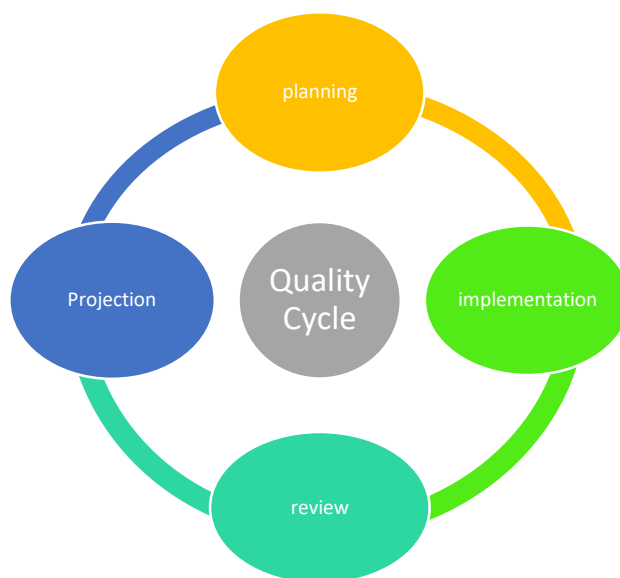 planning
Projection
Quality
Cycle
implementation
review